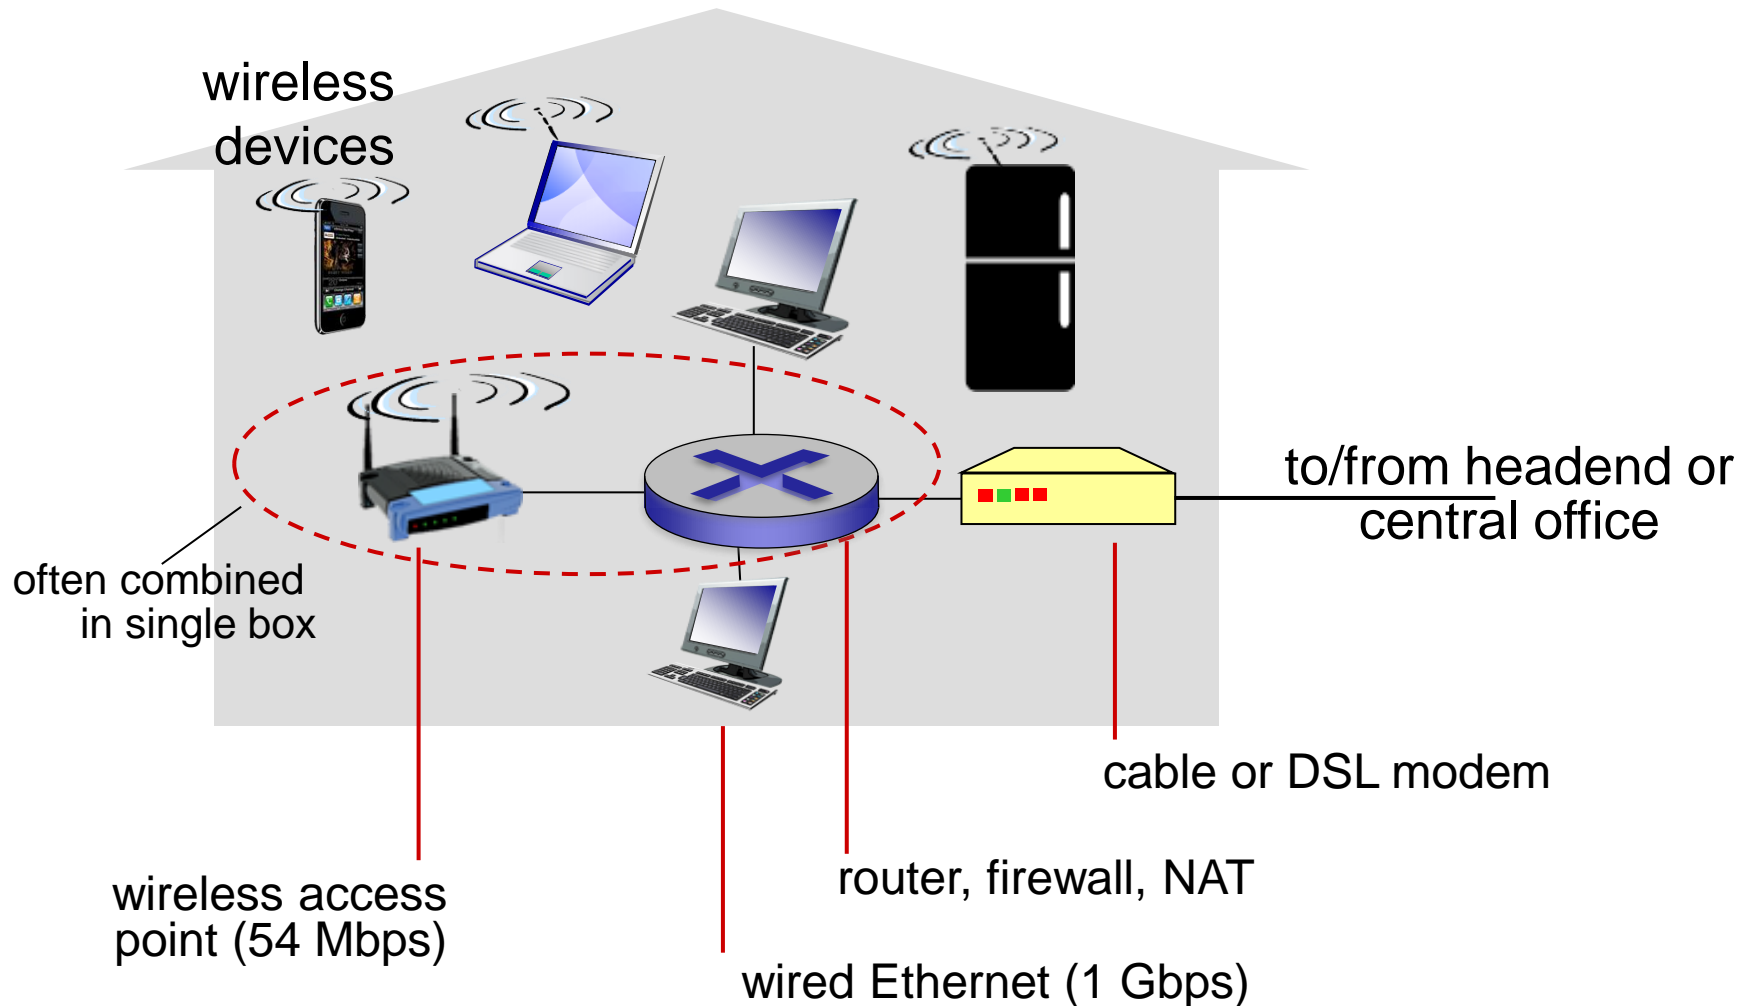 wireless
devices
to/from headend or
central office
often combined
in single box
cable or DSL modem
router, firewall, NAT
wireless access
point (54 Mbps)
wired Ethernet (1 Gbps)